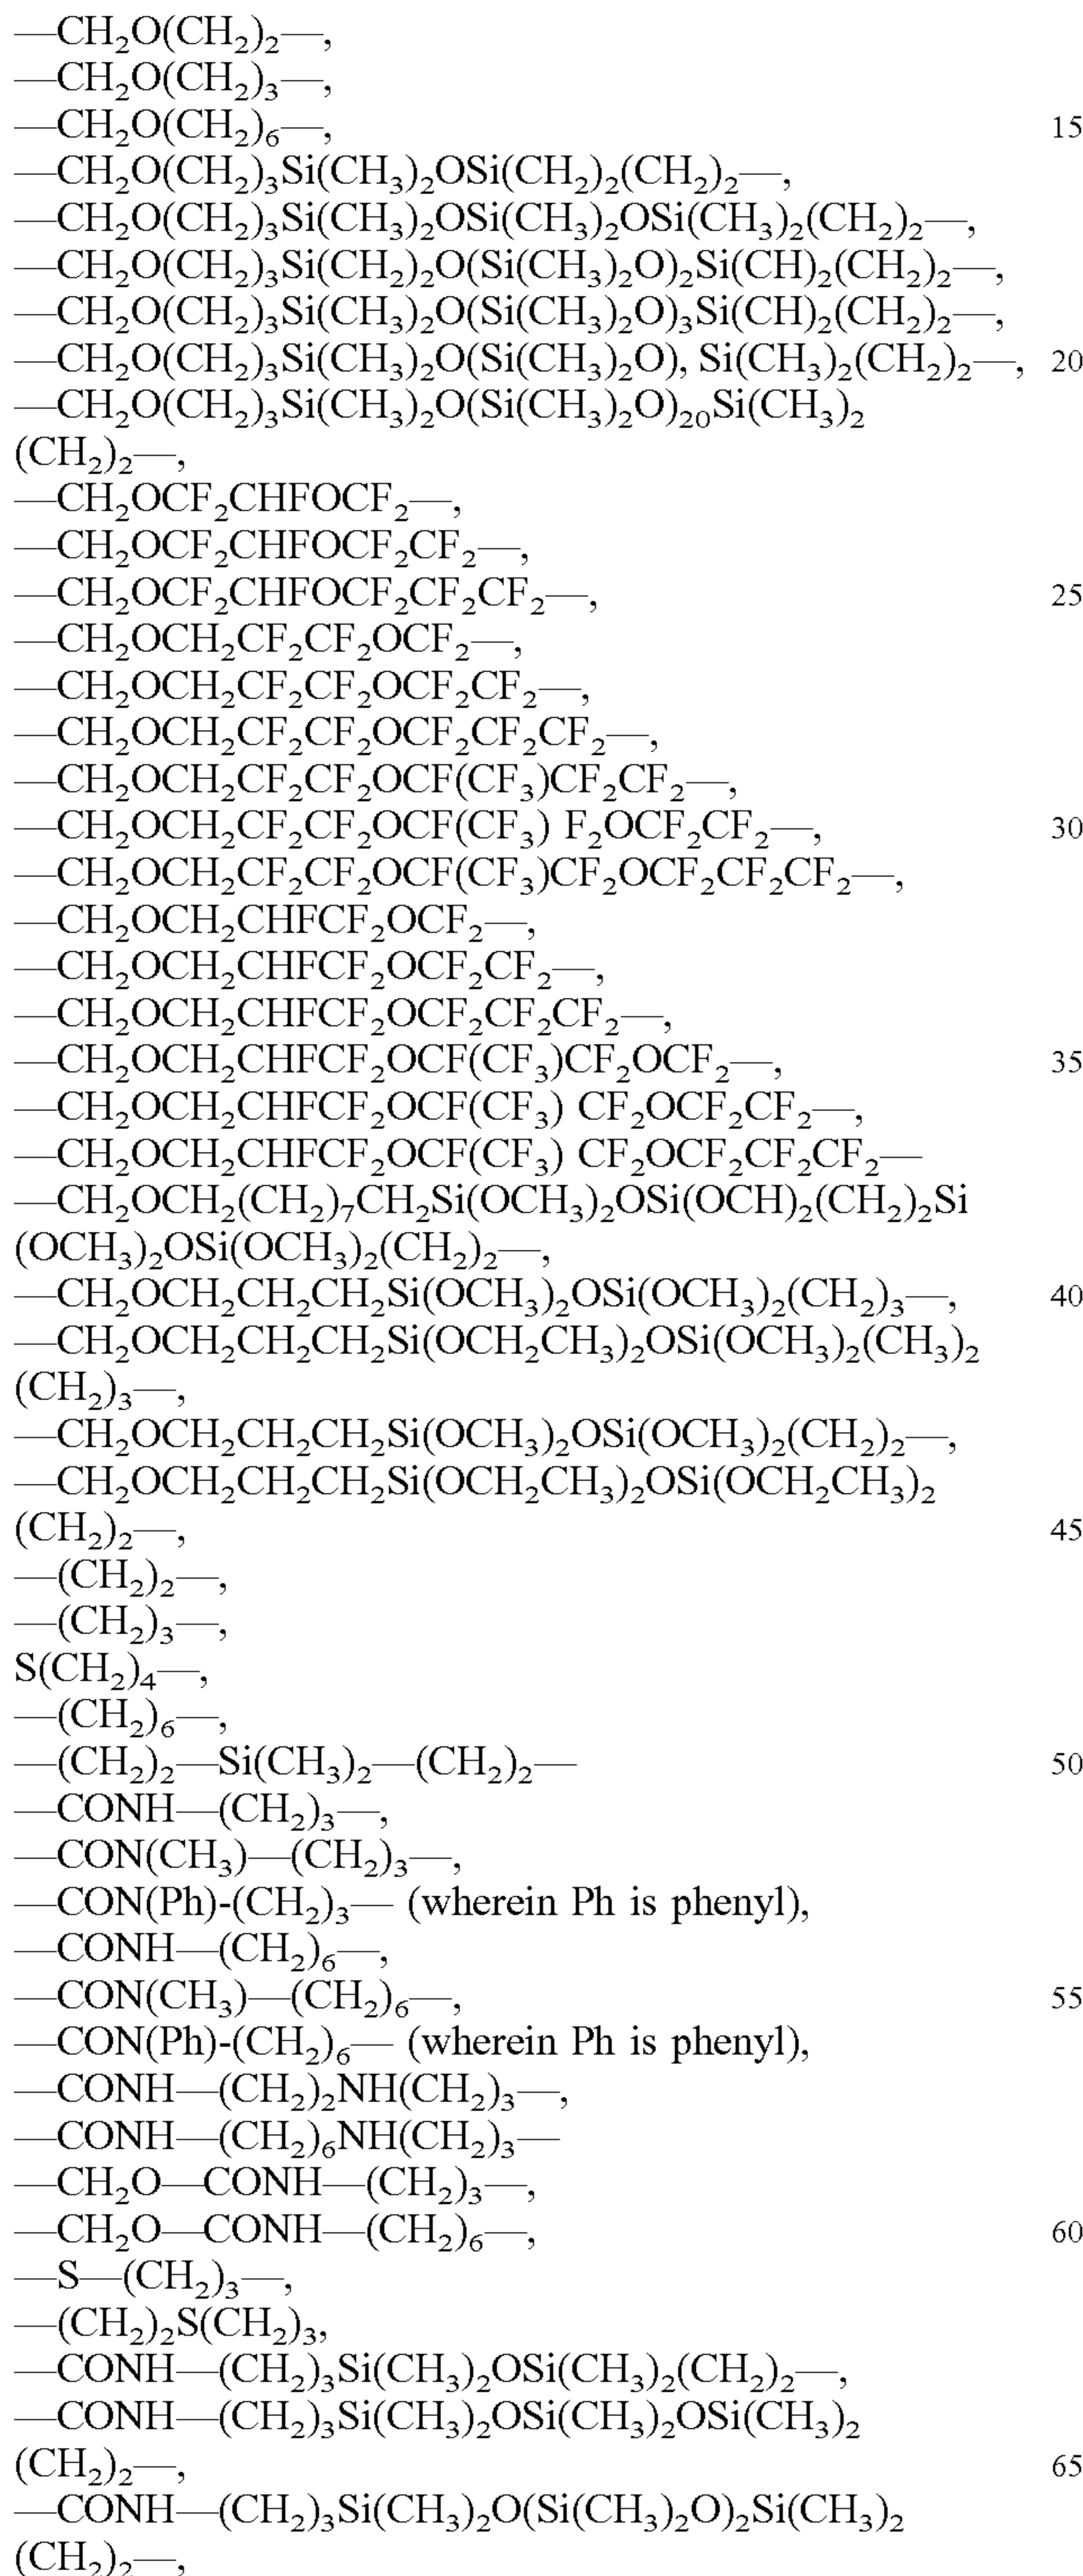 —CH₂O(CH₂)₂—,
—CH₂O(CH₂)₃—,
—CH₂O(CH₂)₆—, 15
—CH₂O(CH₂)₃Si(CH₃)₂OSi(CH₂)₂(CH₂)₂—,
—CH₂O(CH₂)₃Si(CH₃)₂OSi(CH₃)₂OSi(CH₃)₂(CH₂)₂—,
—CH₂O(CH₂)₃Si(CH₂)₂O(Si(CH₃)₂O)₂Si(CH)₂(CH₂)₂—,
—CH₂O(CH₂)₃Si(CH₃)₂O(Si(CH₃)₂O)₃Si(CH)₂(CH₂)₂—,
—CH₂O(CH₂)₃Si(CH₃)₂O(Si(CH₃)₂O), Si(CH₃)₂(CH₂)₂—, 20
—CH₂O(CH₂)₃Si(CH₃)₂O(Si(CH₃)₂O)₂₀Si(CH₃)₂
(CH₂)₂—,
—CH₂OCF₂CHFOCF₂—,
—CH₂OCF₂CHFOCF₂CF₂—,
—CH₂OCF₂CHFOCF₂CF₂CF₂—, 25
—CH₂OCH₂CF₂CF₂OCF₂—,
—CH₂OCH₂CF₂CF₂OCF₂CF₂—,
—CH₂OCH₂CF₂CF₂OCF₂CF₂CF₂—,
—CH₂OCH₂CF₂CF₂OCF(CF₃)CF₂CF₂—,
—CH₂OCH₂CF₂CF₂OCF(CF₃) F₂OCF₂CF₂—, 30
—CH₂OCH₂CF₂CF₂OCF(CF₃)CF₂OCF₂CF₂CF₂—,
—CH₂OCH₂CHFCF₂OCF₂—,
—CH₂OCH₂CHFCF₂OCF₂CF₂—,
—CH₂OCH₂CHFCF₂OCF₂CF₂CF₂—,
—CH₂OCH₂CHFCF₂OCF(CF₃)CF₂OCF₂—, 35
—CH₂OCH₂CHFCF₂OCF(CF₃) CF₂OCF₂CF₂—,
—CH₂OCH₂CHFCF₂OCF(CF₃) CF₂OCF₂CF₂CF₂—
—CH₂OCH₂(CH₂)₇CH₂Si(OCH₃)₂OSi(OCH)₂(CH₂)₂Si
(OCH₃)₂OSi(OCH₃)₂(CH₂)₂—,
—CH₂OCH₂CH₂CH₂Si(OCH₃)₂OSi(OCH₃)₂(CH₂)₃—, 40
—CH₂OCH₂CH₂CH₂Si(OCH₂CH₃)₂OSi(OCH₃)₂(CH₃)₂
(CH₂)₃—,
—CH₂OCH₂CH₂CH₂Si(OCH₃)₂OSi(OCH₃)₂(CH₂)₂—,
—CH₂OCH₂CH₂CH₂Si(OCH₂CH₃)₂OSi(OCH₂CH₃)₂
(CH₂)₂—, 45
—(CH₂)₂—,
—(CH₂)₃—,
S(CH₂)₄—,
—(CH₂)₆—,
—(CH₂)₂—Si(CH₃)₂—(CH₂)₂— 50
—CONH—(CH₂)₃—,
—CON(CH₃)—(CH₂)₃—,
—CON(Ph)-(CH₂)₃— (wherein Ph is phenyl),
—CONH—(CH₂)₆—,
—CON(CH₃)—(CH₂)₆—, 55
—CON(Ph)-(CH₂)₆— (wherein Ph is phenyl),
—CONH—(CH₂)₂NH(CH₂)₃—,
—CONH—(CH₂)₆NH(CH₂)₃—
—CH₂O—CONH—(CH₂)₃—,
—CH₂O—CONH—(CH₂)₆—, 60
—S—(CH₂)₃—,
—(CH₂)₂S(CH₂)₃,
—CONH—(CH₂)₃Si(CH₃)₂OSi(CH₃)₂(CH₂)₂—,
—CONH—(CH₂)₃Si(CH₃)₂OSi(CH₃)₂OSi(CH₃)₂
(CH₂)₂—, 65
—CONH—(CH₂)₃Si(CH₃)₂O(Si(CH₃)₂O)₂Si(CH₃)₂
(CH₂)₂—,